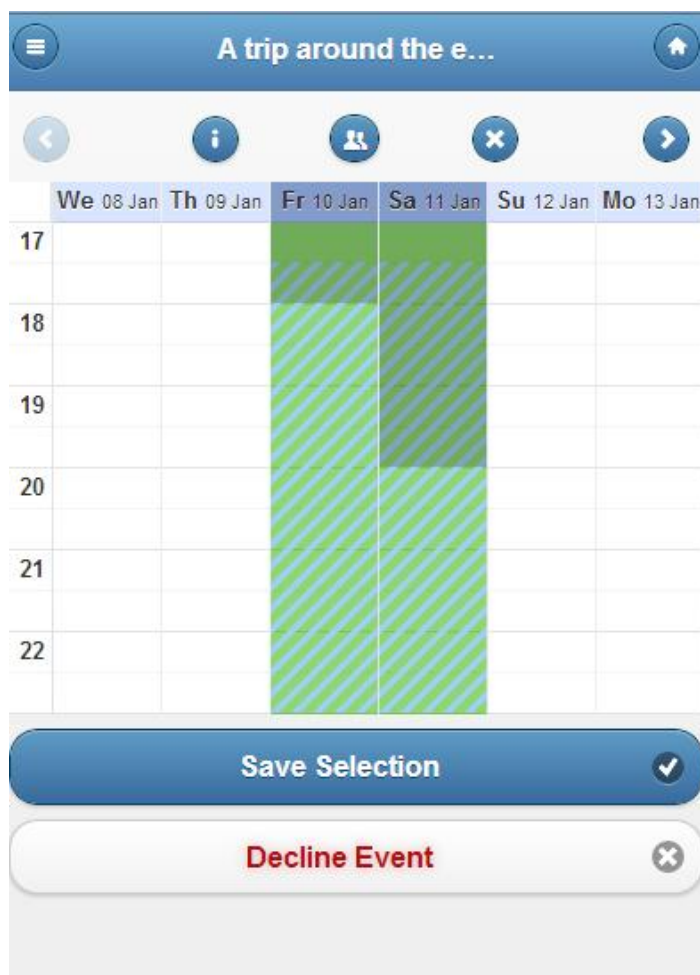 A trip around the e...
We 08 Jan Th 09 Jan Fr 10 Jan Sa 11 Jan Su 12 Jan Mo 13 Jan
17
18
19
20
21
22
Save Selection
Decline Event